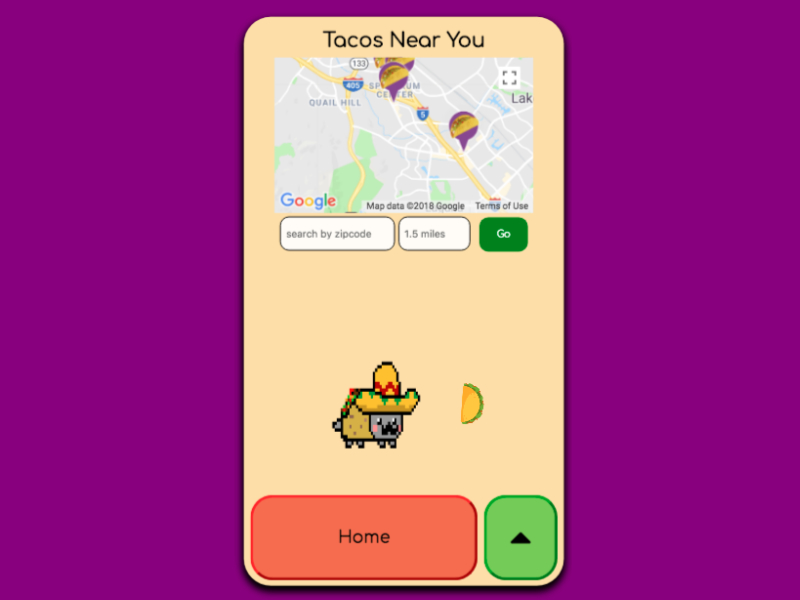 Tacos Near You
133
405
SPECTRUM
CENTER
QUAIL HILL
5
Lak
Google
Map data ©2018 Google
Terms of Use
search by zipcode
1.5 miles
Go
Home